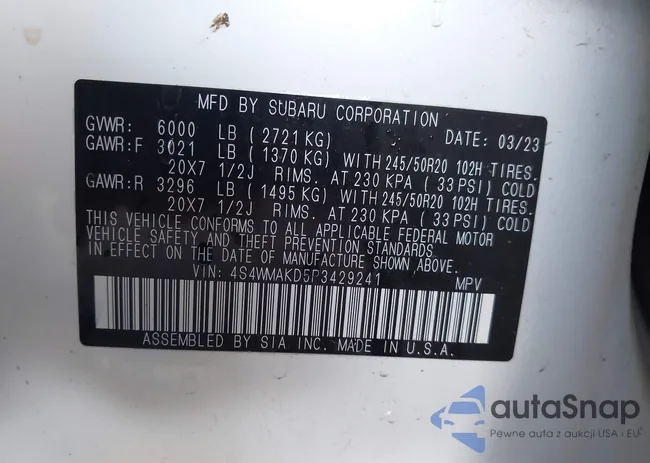 MFD BY SUBARU CORPORATION
GVWR: 6000 LB (2721 KG) DATE: 03/23
GAWR:F 3021 LB (1370 KG) WITH 245/50R20 102H TIRES.
20X7 1/2J RIMS. AT 230 KPA (33 PSI) COLD
GAWR:R 3296 LB (1495 KG) WITH 245/50R20 102H TIRES.
20X7 1/2J RIMS. AT 230 KPA (33 PSI) COLD
THIS VEHICLE CONFORMS TO ALL APPLICABLE FEDERAL MOTOR
VEHICLE SAFETY AND THEFT PREVENTION STANDARDS
IN EFFECT ON THE DATE OF MANUFACTURE SHOWN ABOVE.
VIN: 4S4WMAKD5P3429241 MPV
ASSEMBLED BY SIA INC. MADE IN U.S.A.
autoSnap
Pewne auta z aukcji USA i EU